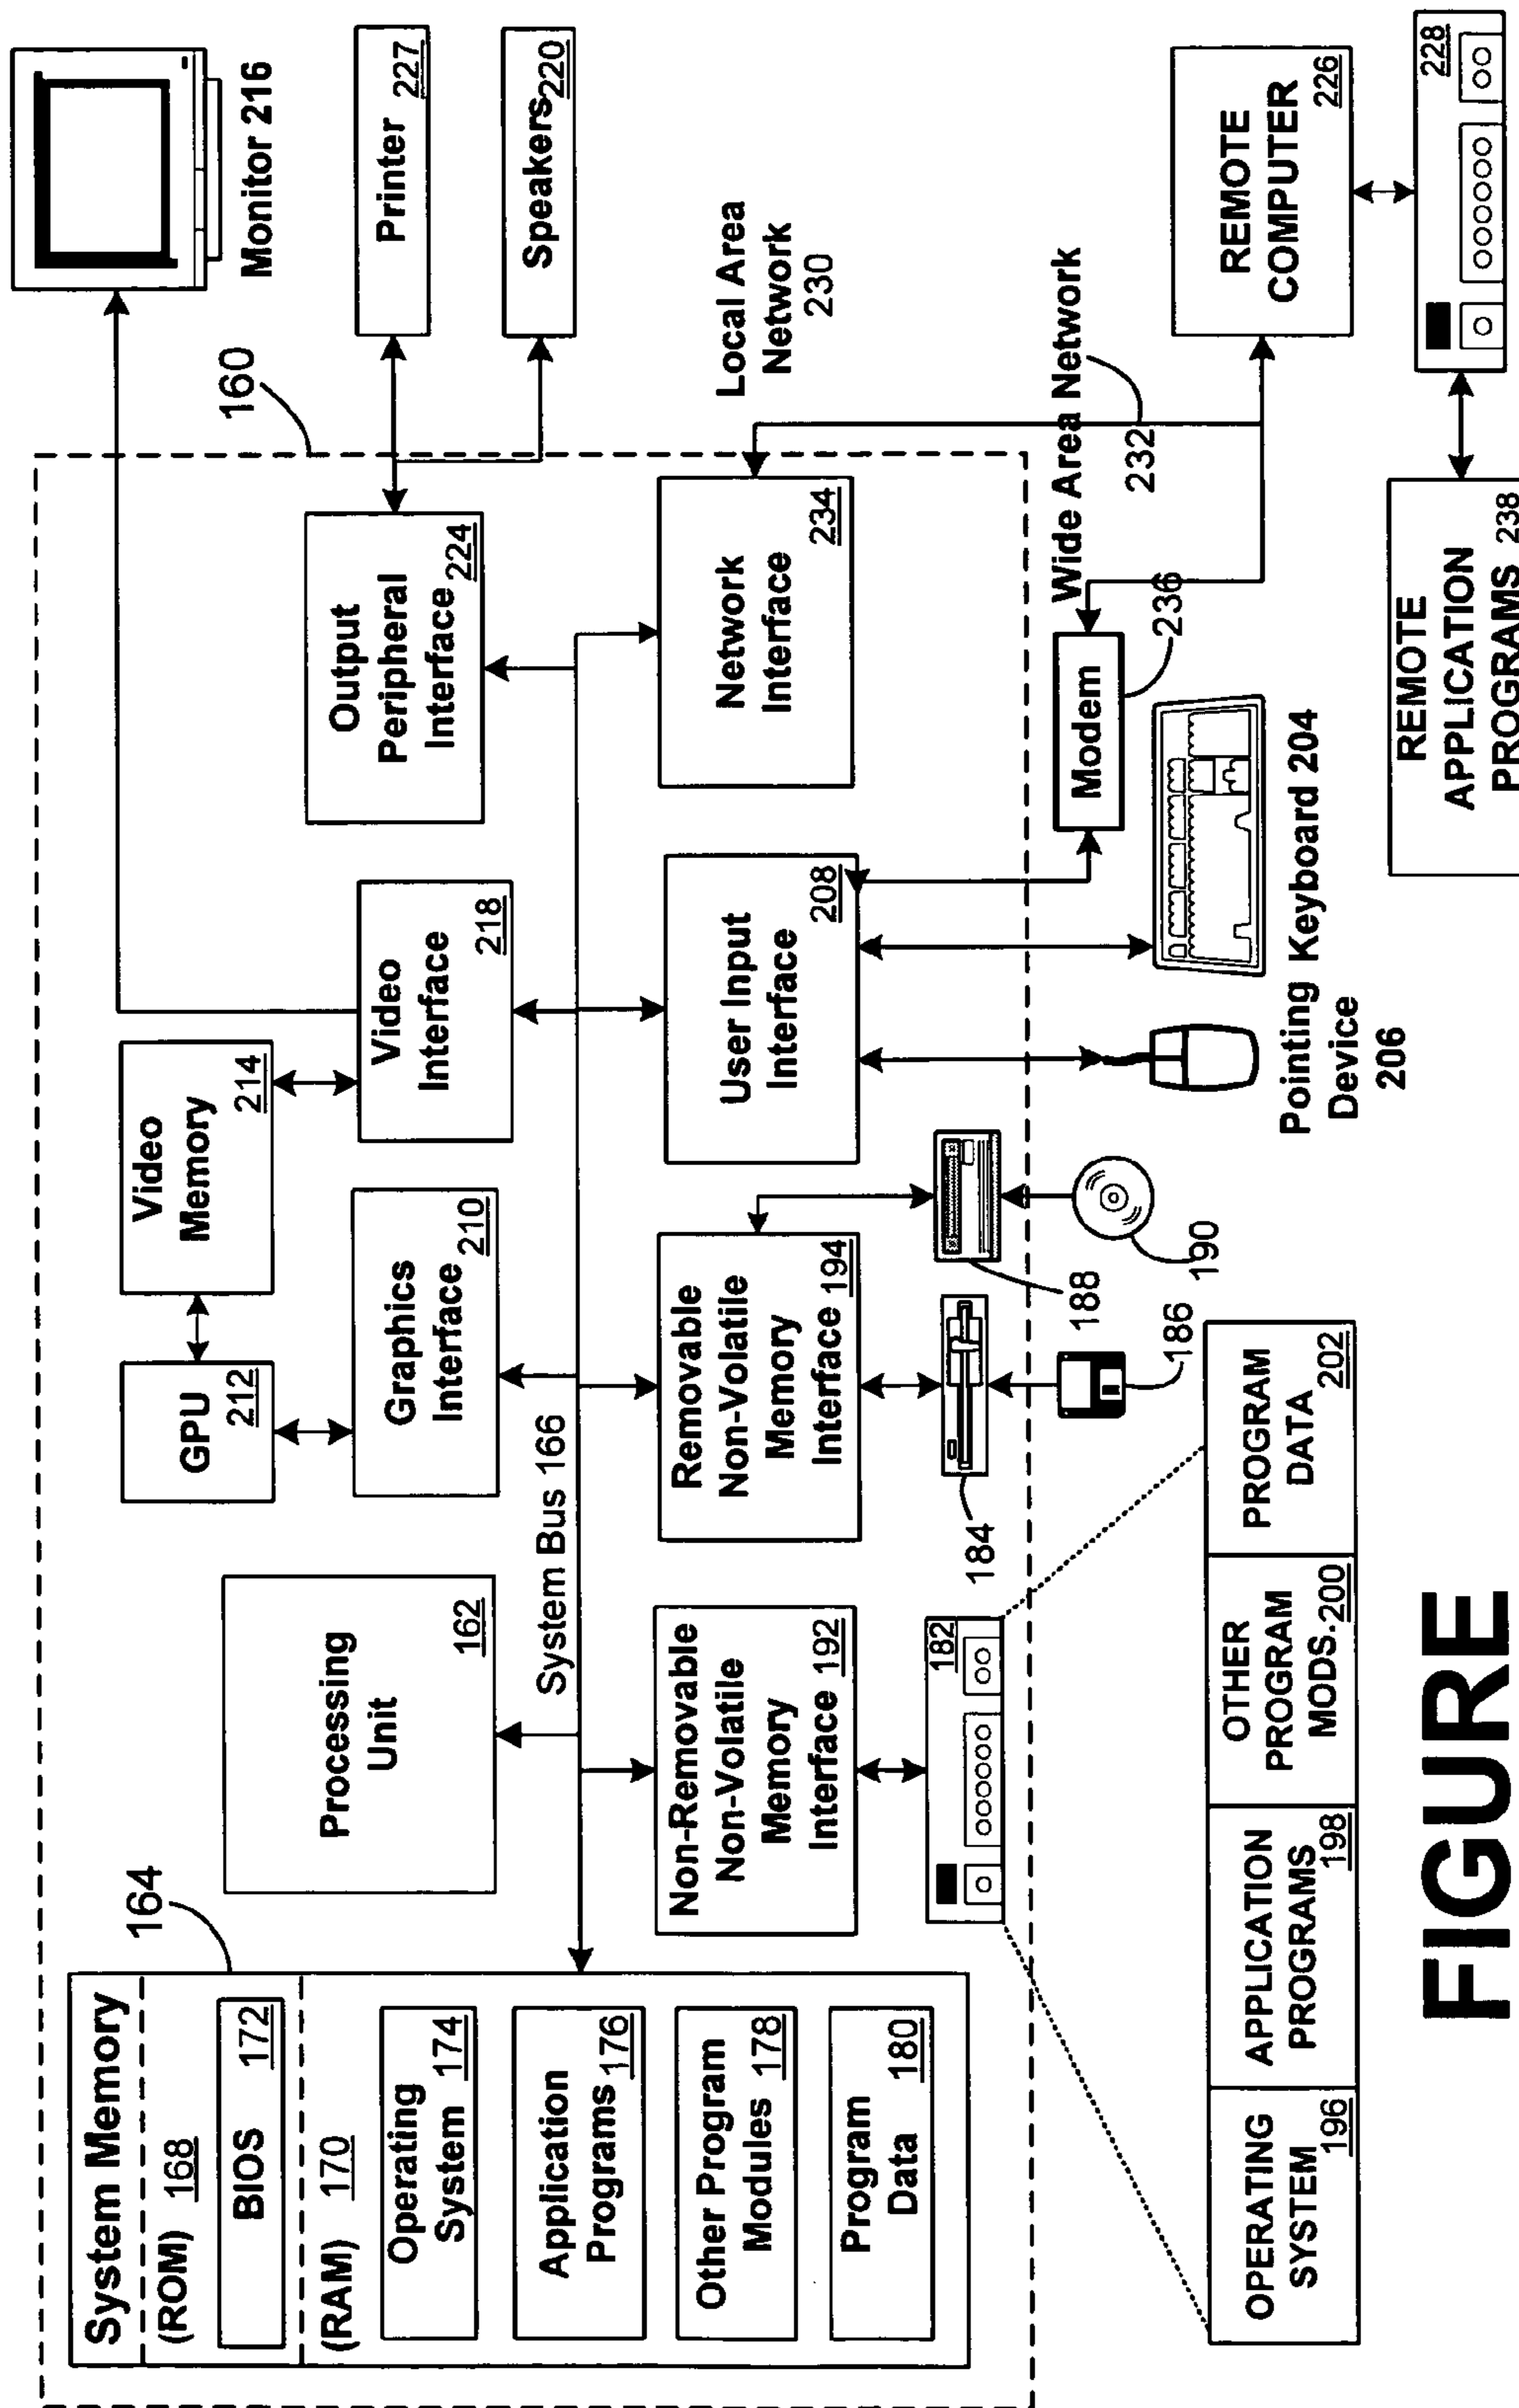 System Memory
164
(ROM) 168
BIOS 172
(RAM) 170
Operating
System 174
Application
Programs 176
Other Program
Modules 178
Program
Data 180
Processing
Unit
162
System Bus 166
GPU
212
Video
Memory
214
Graphics
Interface
210
Video
Interface
218
Output
Peripheral
Interface
224
160
Monitor 216
Printer
227
Speakers
220
Non-Removable
Non-Volatile
Memory
Interface 192
Removable
Non-Volatile
Memory
Interface 194
User Input
Interface
208
Network
Interface
234
Local Area
Network
230
182
184
188
186
190
Modem
236
Wide Area Network
232
Pointing
Device
206
Keyboard 204
REMOTE
COMPUTER
226
228
REMOTE
APPLICATION
PROGRAMS 238
OPERATING
SYSTEM
196
APPLICATION
PROGRAMS
198
OTHER
PROGRAM
MODS. 200
PROGRAM
DATA
202
FIGURE